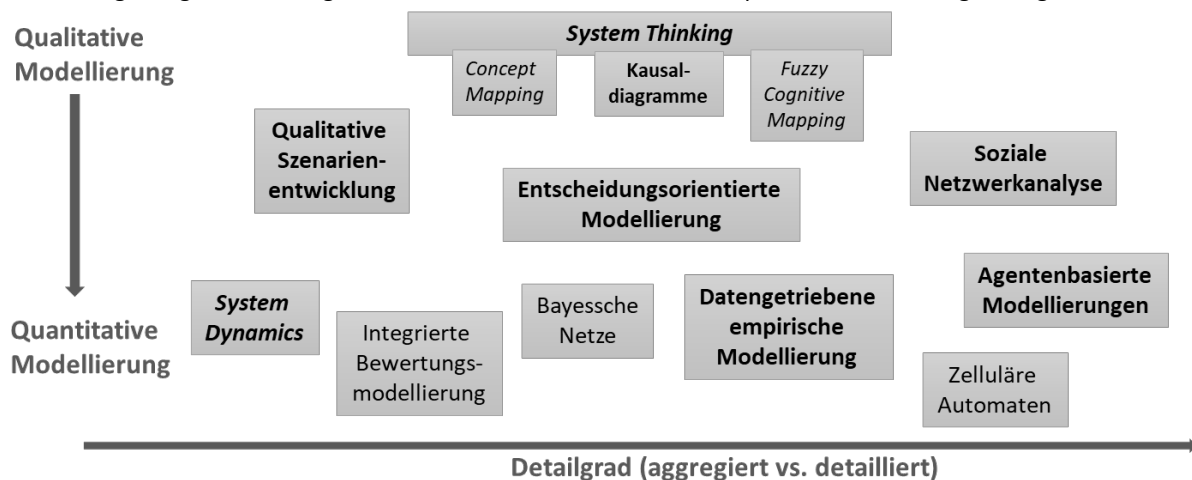 Qualitative
Modellierung
System Thinking
Concept
Mapping
Kausal-
diagramme
Fuzzy
Cognitive
Mapping
Qualitative
Szenarien-
entwicklung
Entscheidungsorientierte
Modellierung
Soziale
Netzwerkanalyse
Quantitative
Modellierung
System
Dynamics
Integrierte
Bewertungs-
modellierung
Bayessche
Netze
Datengetriebene
empirische
Modellierung
Agentenbasierte
Modellierungen
Zelluläre
Automaten
Detailgrad (aggregiert vs. detailliert)